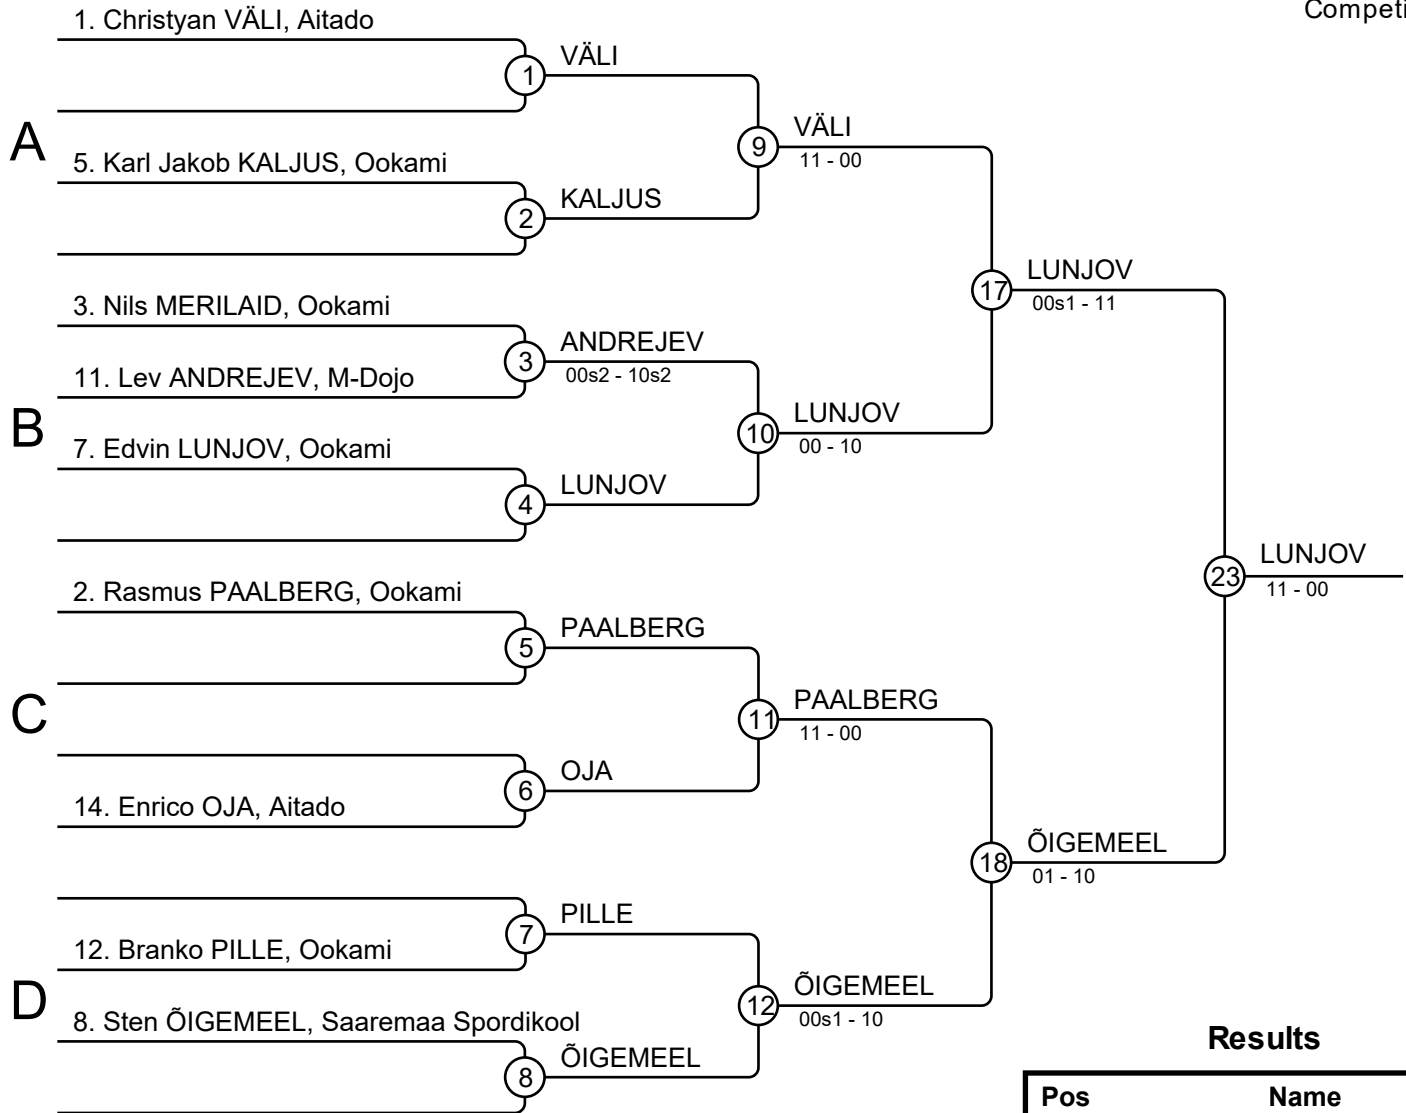 Competi
1. Christyan VÄLI, Aitado
1
VÄLI
A
9
VÄLI
11 - 00
5. Karl Jakob KALJUS, Ookami
2
KALJUS
17
LUNJOV
00s1 - 11
3. Nils MERILAID, Ookami
3
ANDREJEV
00s2 - 10s2
11. Lev ANDREJEV, M-Dojo
B
10
LUNJOV
00 - 10
7. Edvin LUNJOV, Ookami
4
LUNJOV
23
LUNJOV
11 - 00
2. Rasmus PAALBERG, Ookami
5
PAALBERG
C
11
PAALBERG
11 - 00
6
OJA
14. Enrico OJA, Aitado
18
ÕIGEMEEL
01 - 10
7
PILLE
12. Branko PILLE, Ookami
D
12
ÕIGEMEEL
00s1 - 10
8. Sten ÕIGEMEEL, Saaremaa Spordikool
8
ÕIGEMEEL
Results
Pos Name